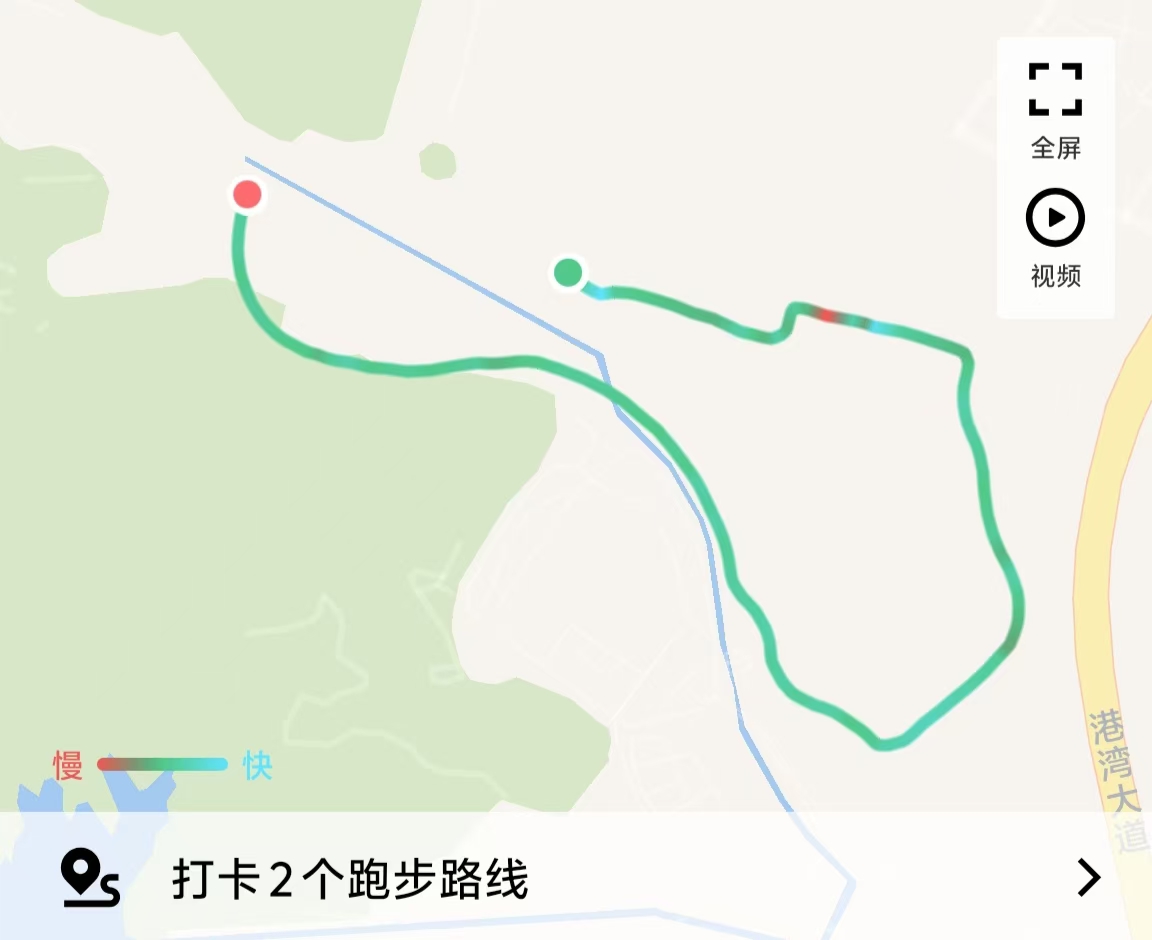 全屏
视频
港湾大道
慢 快
打卡2个跑步路线